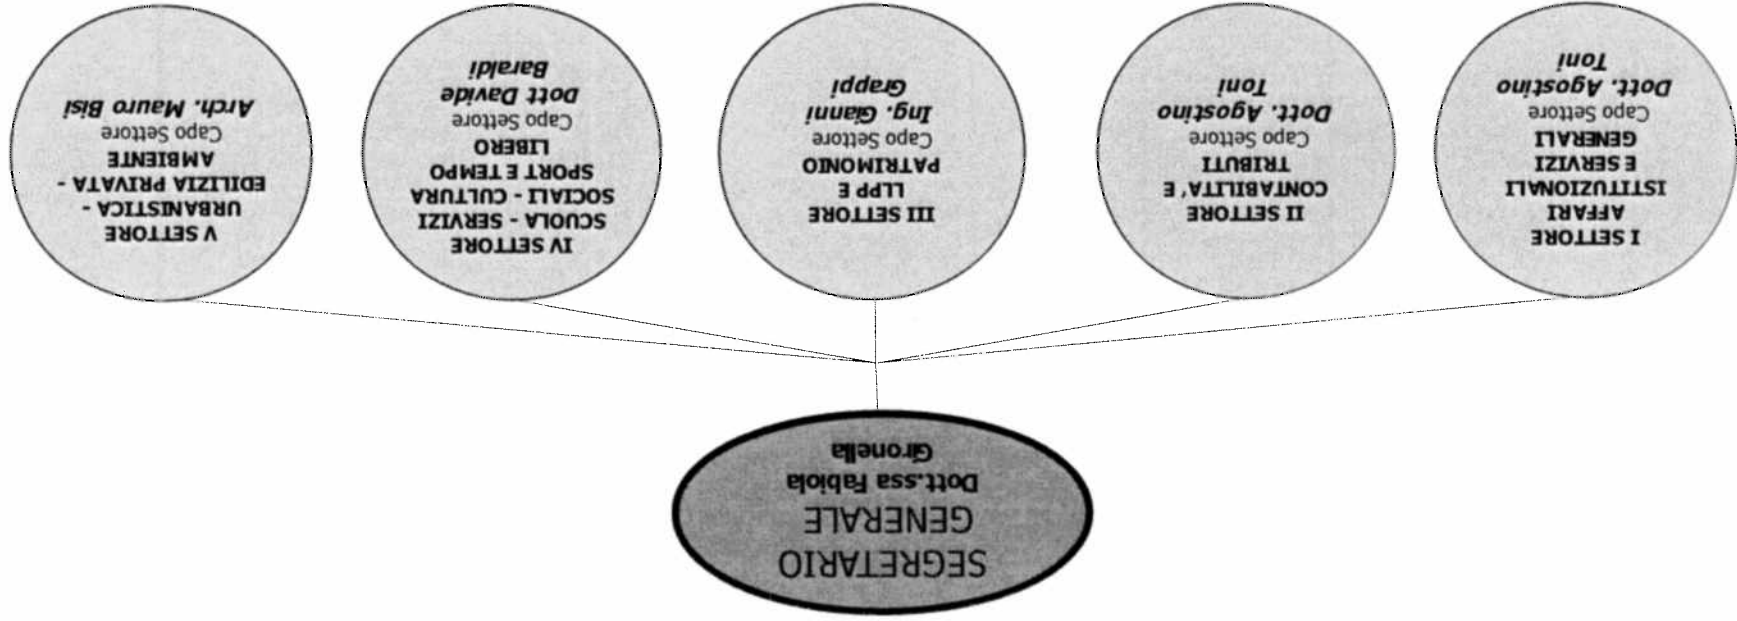 SEGRETARIO
GENERALE
Dott.ssa Fabiola
Gironella
I SETTORE
AFFARI
ISTITUZIONALI
E SERVIZI
GENERALI
Capo Settore
Dott. Agostino
Toni
II SETTORE
CONTABILITA' E
TRIBUTI
Capo Settore
Dott. Agostino
Toni
III SETTORE
LLPP E
PATRIMONIO
Capo Settore
Ing. Gianni
Grappi
IV SETTORE
SCUOLA - SERVIZI
SOCIALI - CULTURA
SPORT E TEMPO
LIBERO
Capo Settore
Dott Davide
Baraldi
V SETTORE
URBANISTICA -
EDILIZIA PRIVATA -
AMBIENTE
Capo Settore
Arch. Mauro Bisi